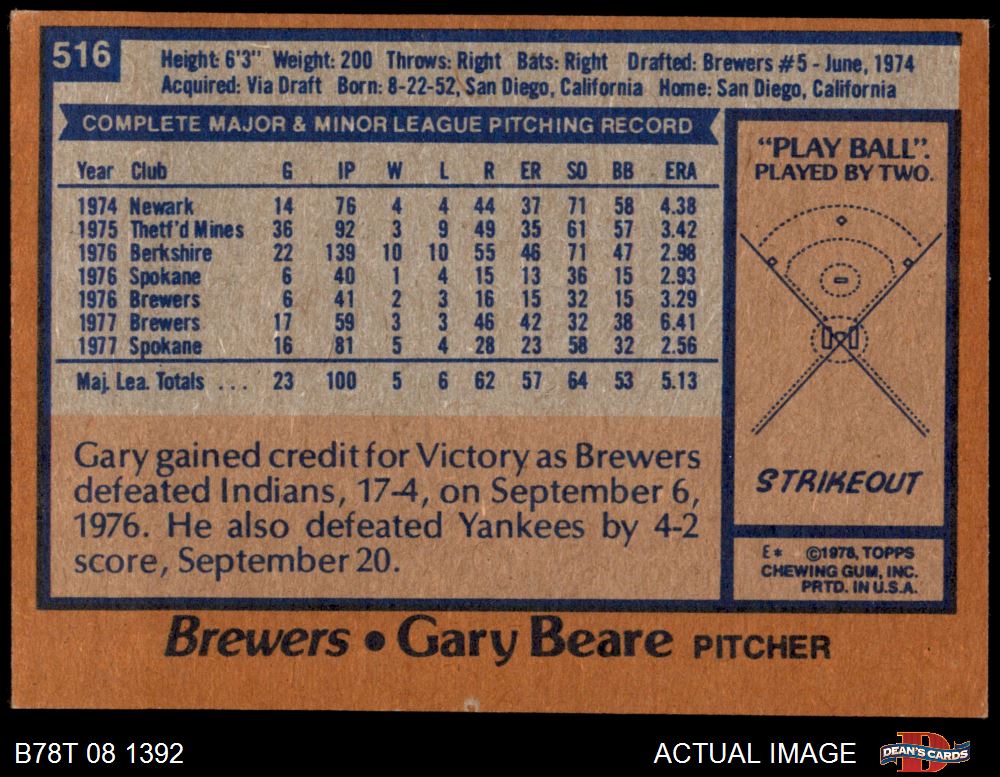 516
Height: 6'3" Weight: 200 Throws: Right Bats: Right Drafted: Brewers #5 - June, 1974
Acquired: Via Draft Born: 8-22-52, San Diego, California Home: San Diego, California
COMPLETE MAJOR & MINOR LEAGUE PITCHING RECORD
Year Club G IP W L R ER SO BB ERA
1974 Newark 14 76 4 4 44 37 71 58 4.38
1975 Thetf'd Mines 36 92 3 9 49 35 61 57 3.42
1976 Berkshire 22 139 10 10 55 46 71 47 2.98
1976 Spokane 6 40 1 4 15 13 36 15 2.93
1976 Brewers 6 41 2 3 16 15 32 15 3.29
1977 Brewers 17 59 3 3 46 42 32 38 6.41
1977 Spokane 16 81 5 4 28 23 58 32 2.56
Maj. Lea. Totals ... 23 100 5 6 62 57 64 53 5.13
Gary gained credit for Victory as Brewers
defeated Indians, 17-4, on September 6,
1976. He also defeated Yankees by 4-2
score, September 20.
"PLAY BALL".
PLAYED BY TWO.
STRIKEOUT
E* ©1978, TOPPS
CHEWING GUM, INC.
PRTD. IN U.S.A.
Brewers • Gary Beare PITCHER
B78T 08 1392
ACTUAL IMAGE
DEAN'S CARDS